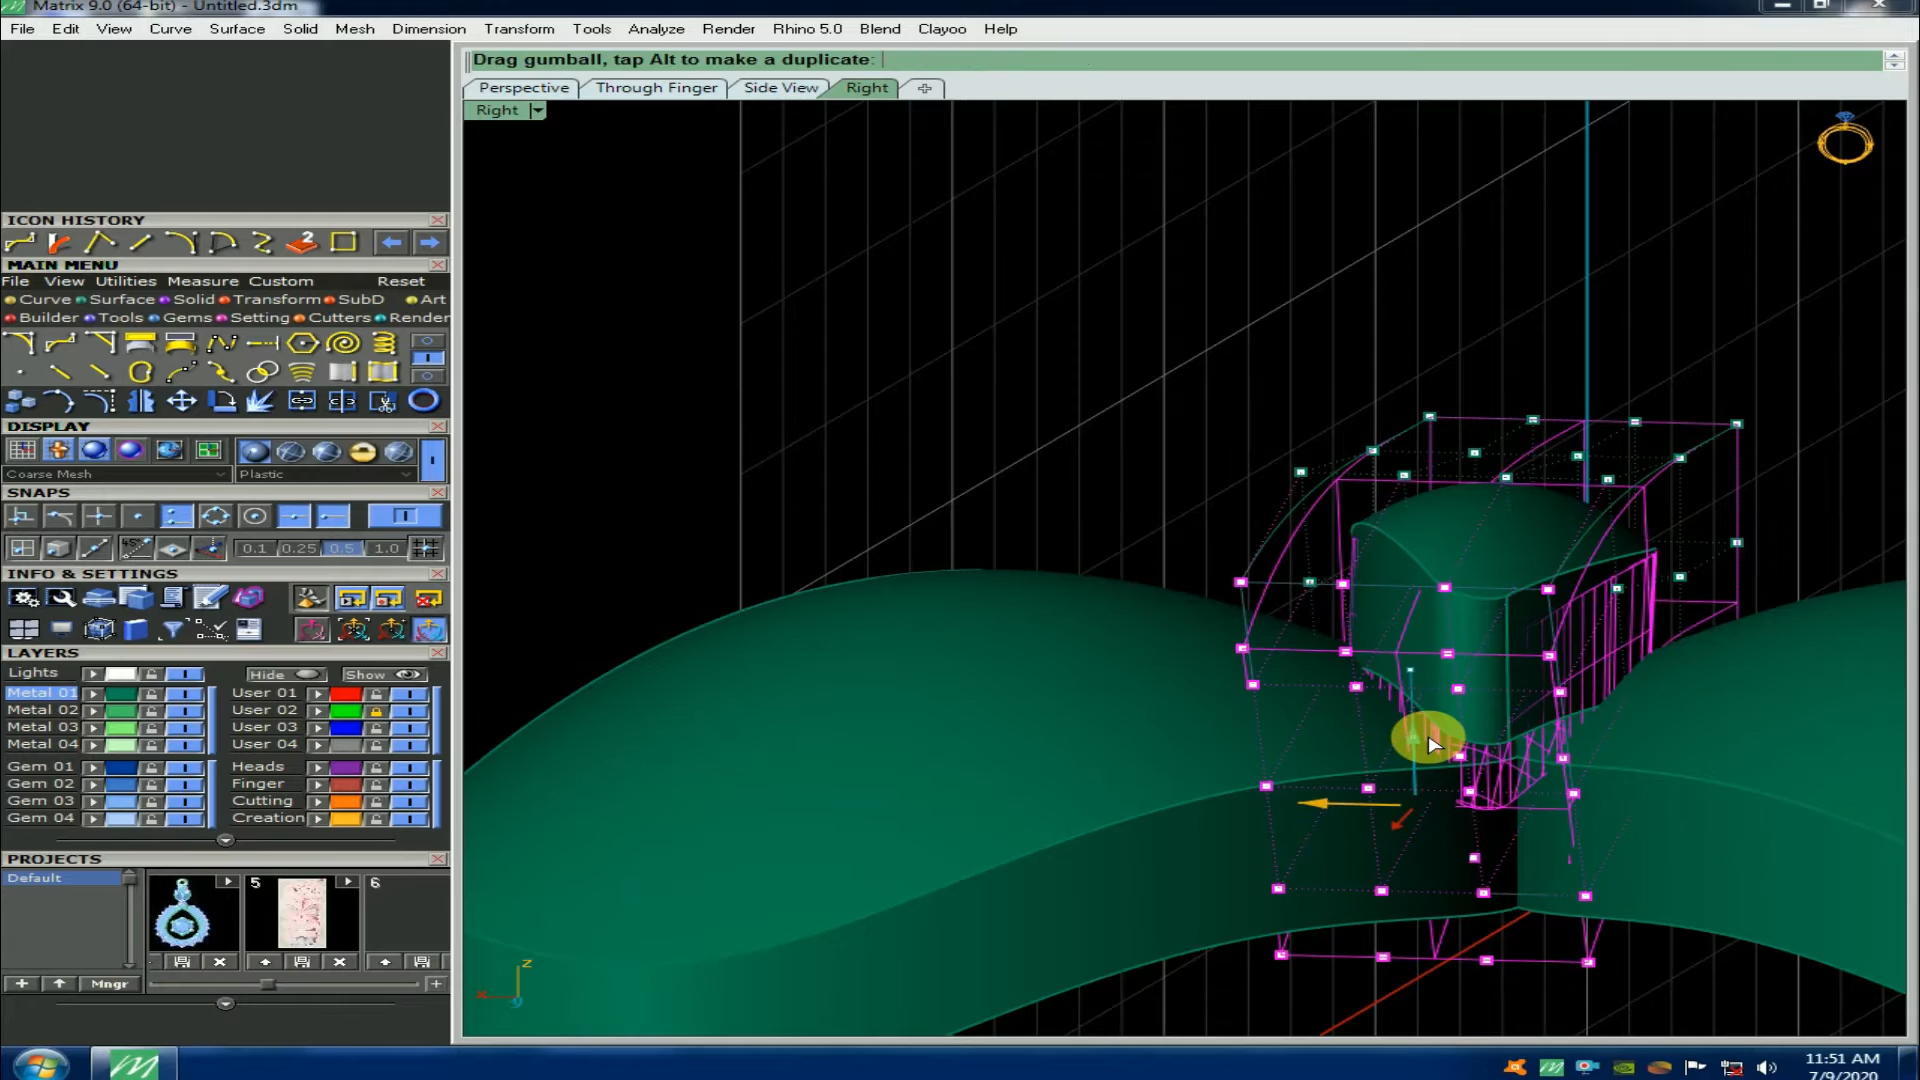 Matrix 9.0 (64-bit) - Untitled.3dm
File Edit View Curve Surface Solid Mesh Dimension Transform Tools Analyze Render Rhino 5.0 Blend Clayoo Help
Drag gumball, tap Alt to make a duplicate:
Perspective Through Finger Side View Right
Right
ICON HISTORY
2
MAIN MENU
File View Utilities Measure Custom Reset
Curve Surface Solid Transform SubD Art
Builder Tools Gems Setting Cutters Render
DISPLAY
Coarse Mesh Plastic
SNAPS
45°
0.1 0.25 0.5 1.0
INFO & SETTINGS
LAYERS
Lights Hide Show
Metal 01 User 01
Metal 02 User 02
Metal 03 User 03
Metal 04 User 04
Gem 01 Heads
Gem 02 Finger
Gem 03 Cutting
Gem 04 Creation
PROJECTS
Default 5 6
Mngr
z
x
y
11:51 AM
7/9/2020